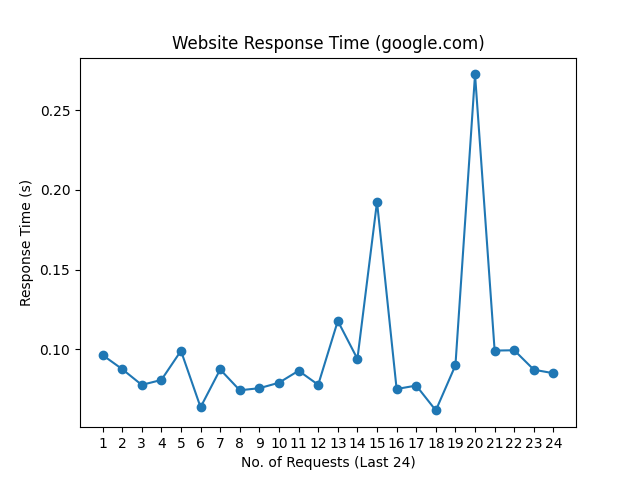 Website Response Time (google.com)
0.25
0.20
0.15
0.10
Response Time (s)
1 2 3 4 5 6 7 8 9 10 11 12 13 14 15 16 17 18 19 20 21 22 23 24
No. of Requests (Last 24)